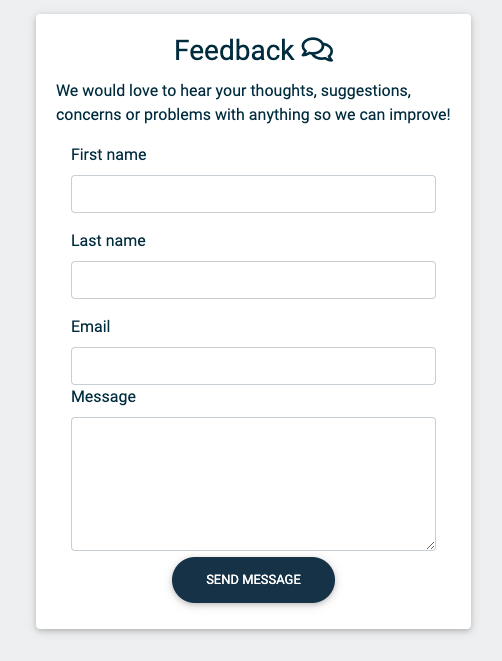 Feedback
We would love to hear your thoughts, suggestions,
concerns or problems with anything so we can improve!
First name
Last name
Email
Message
SEND MESSAGE